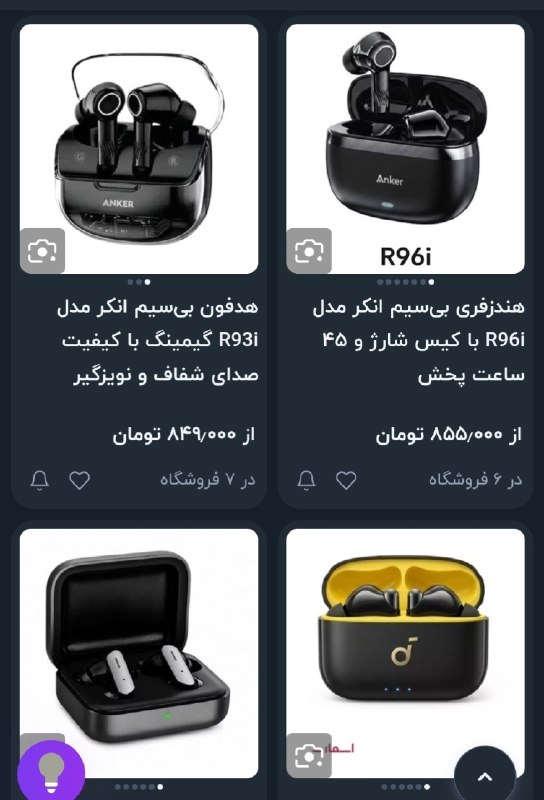 Anker
R96i
هندزفری بی‌سیم انکر مدل
R96i با کیس شارژ و ۴۵
ساعت پخش
از ۸۵۵٫۰۰۰ تومان
در ۶ فروشگاه
ANKER
هدفون بی‌سیم انکر مدل
R93i گیمینگ با کیفیت
صدای شفاف و نویزگیر
از ۸۴۹٫۰۰۰ تومان
در ۷ فروشگاه